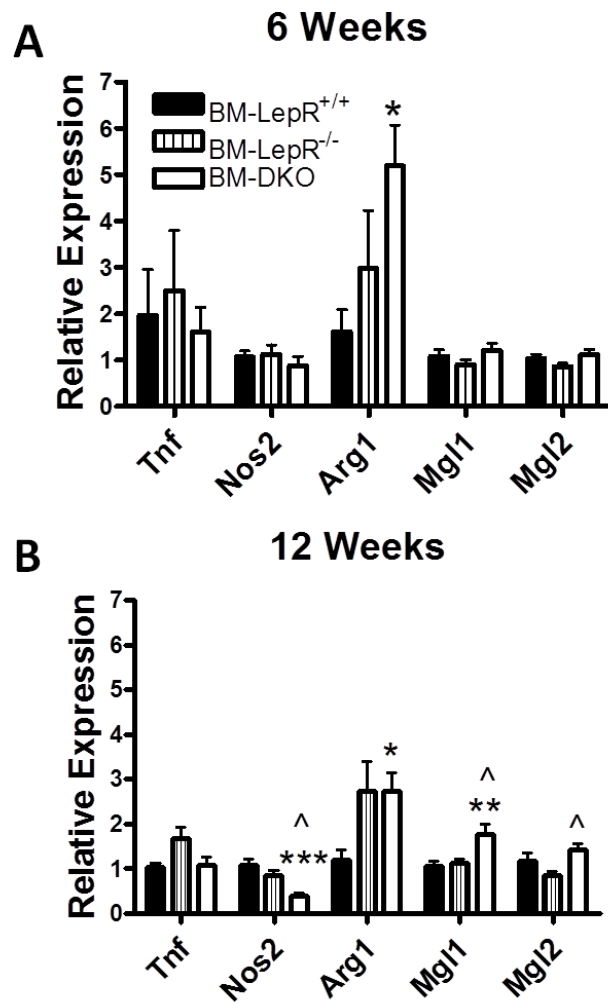 A
6 Weeks
Relative Expression
7
6
5
4
3
2
1
0
BM-LepR+/+
BM-LepR-/-
BM-DKO
*
Tnf
Nos2
Arg1
Mgl1
Mgl2
B
12 Weeks
Relative Expression
7
6
5
4
3
2
1
0
^
***
*
^
**
^
Tnf
Nos2
Arg1
Mgl1
Mgl2